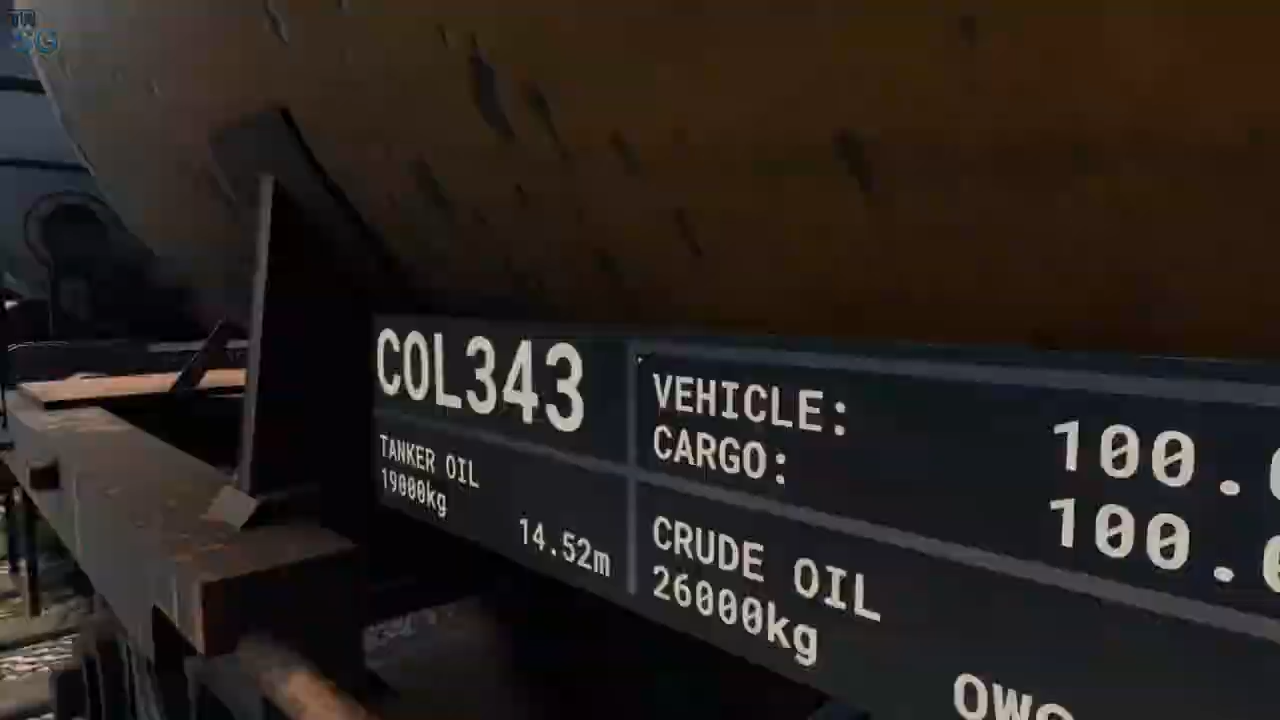 COL343
TANKER OIL
19000kg
14.52m
VEHICLE:
100.
CARGO:
100.
CRUDE OIL
26000kg